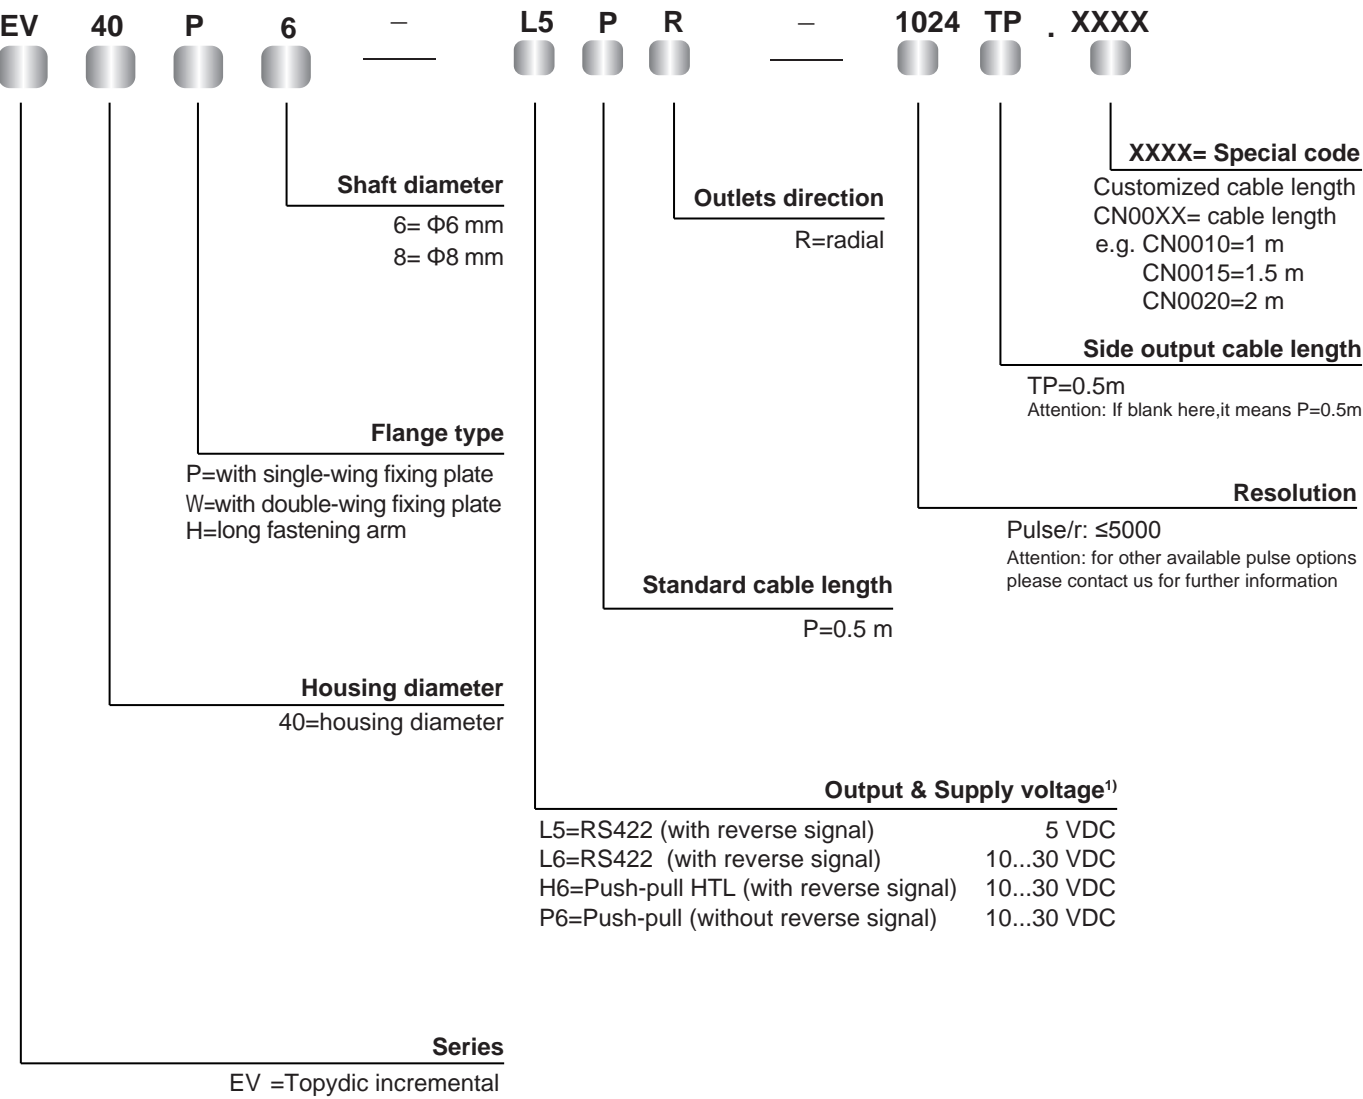 EV 40 P 6 – L5 P R – 1024 TP . XXXX
XXXX= Special code
Customized cable length
CN00XX= cable length
e.g. CN0010=1 m
CN0015=1.5 m
CN0020=2 m
Shaft diameter
6= Φ6 mm
8= Φ8 mm
Outlets direction
R=radial
Side output cable length
TP=0.5m
Attention: If blank here,it means P=0.5m
Flange type
P=with single-wing fixing plate
W=with double-wing fixing plate
H=long fastening arm
Resolution
Pulse/r: ≤5000
Attention: for other available pulse options
please contact us for further information
Standard cable length
P=0.5 m
Housing diameter
40=housing diameter
Output & Supply voltage1)
L5=RS422 (with reverse signal) 5 VDC
L6=RS422 (with reverse signal) 10...30 VDC
H6=Push-pull HTL (with reverse signal) 10...30 VDC
P6=Push-pull (without reverse signal) 10...30 VDC
Series
EV =Topydic incremental